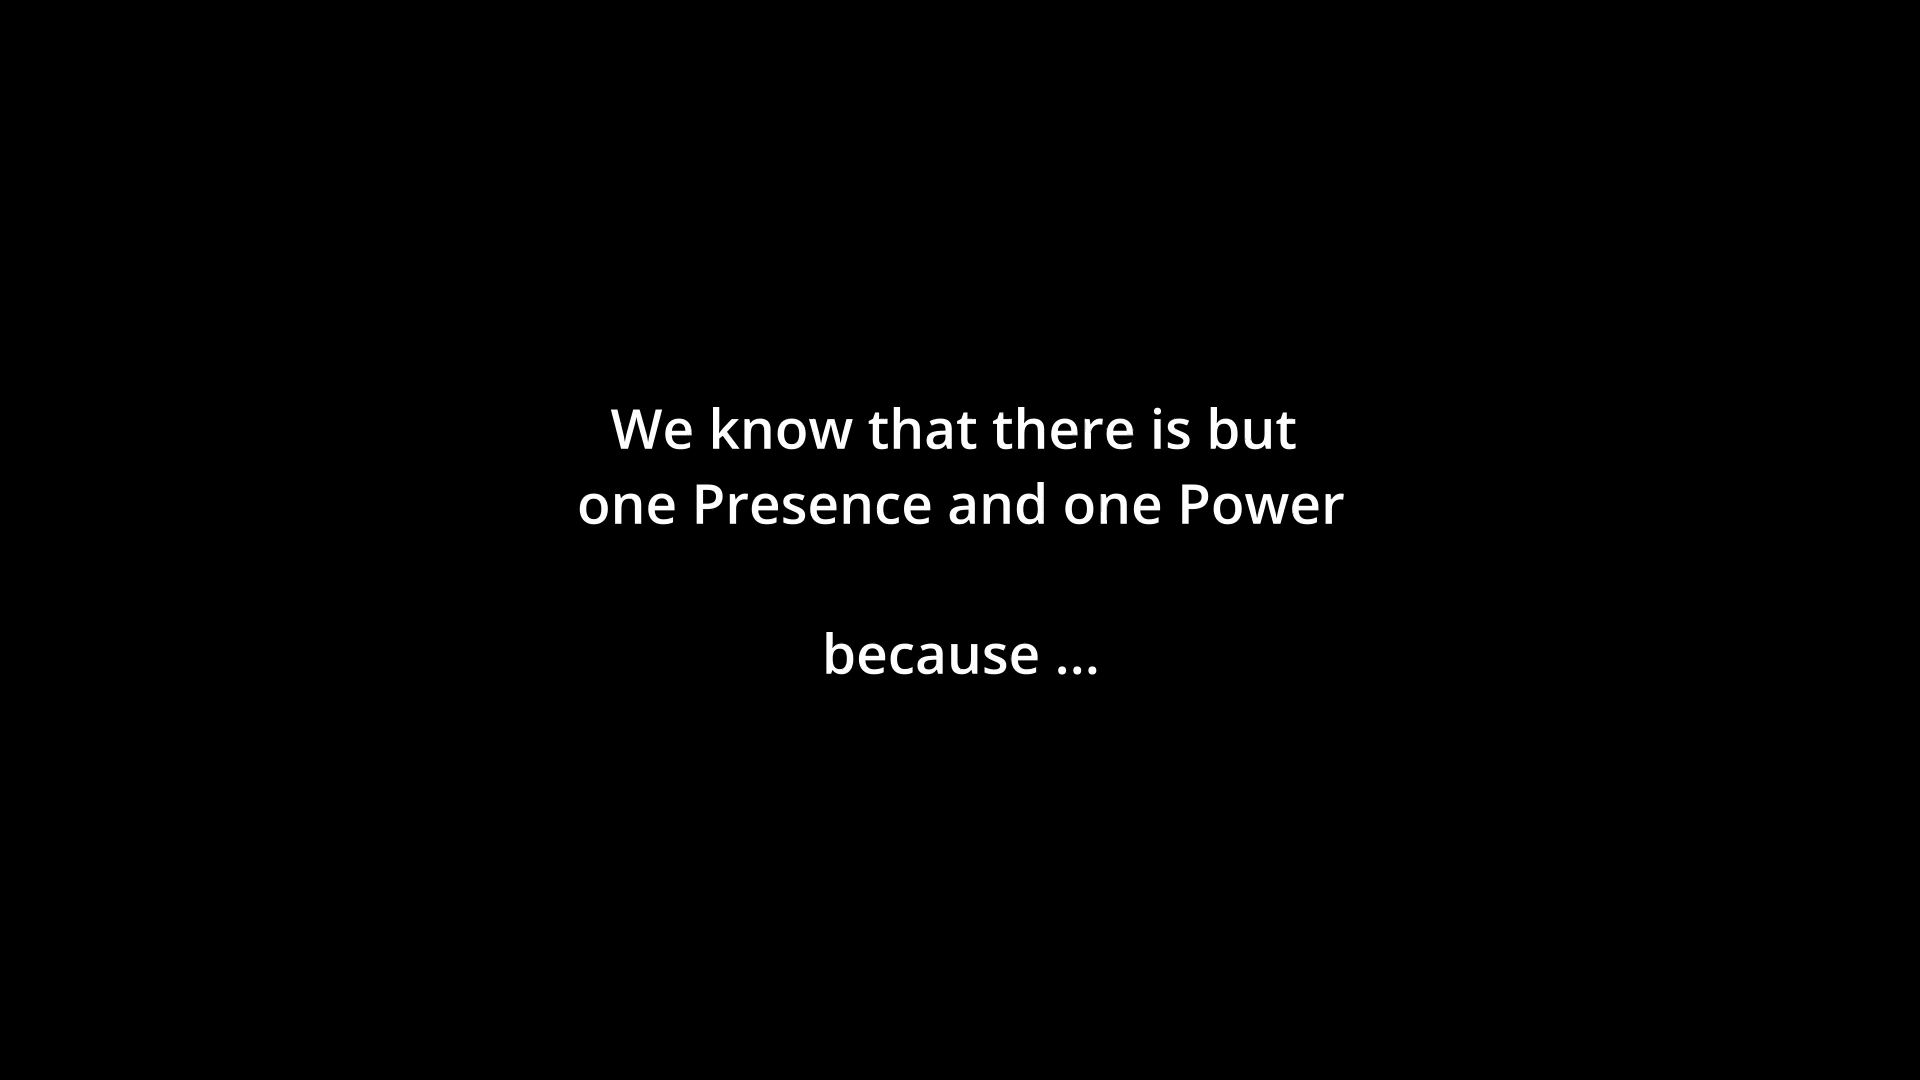 We know that there is but
one Presence and one Power
because ...